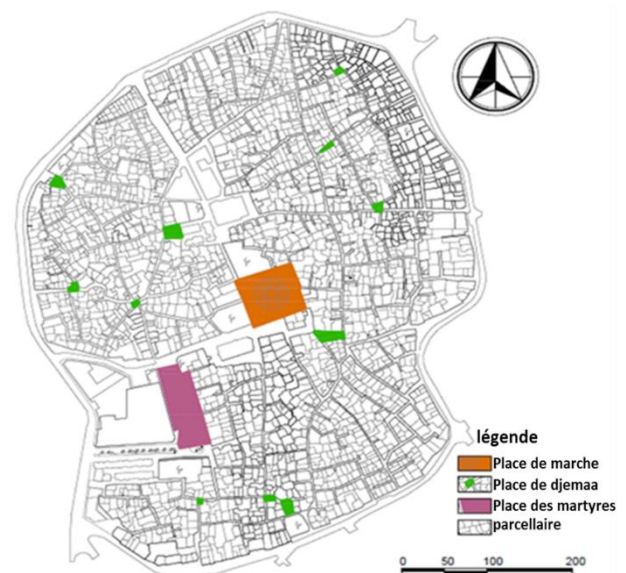 légende
Place de marche
Place de djemaa
Place des martyres
parcellaire
0 50 100 200